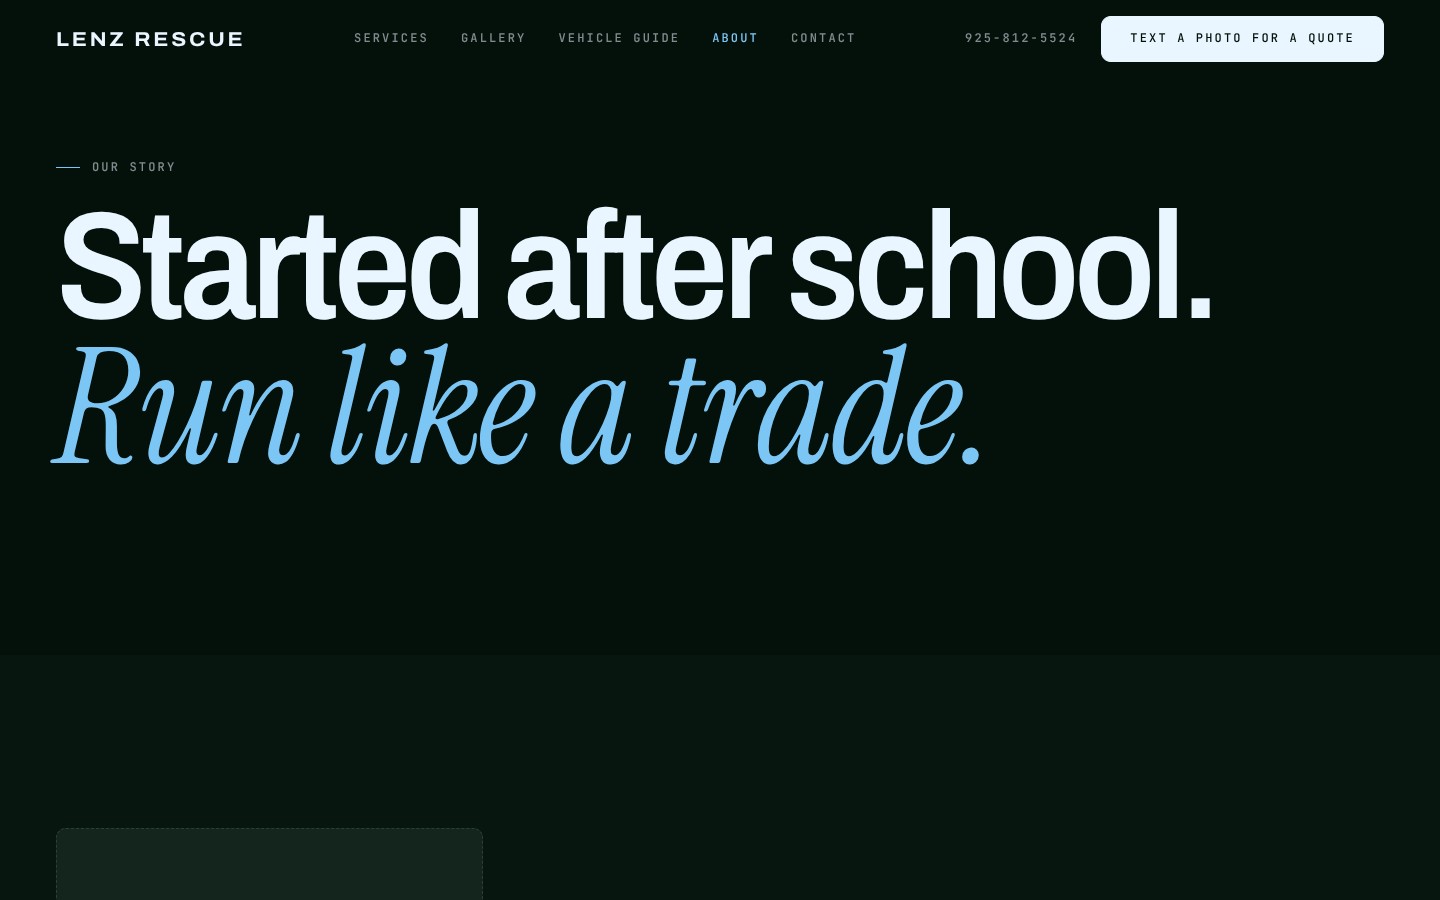 LENZ RESCUE
SERVICES GALLERY VEHICLE GUIDE ABOUT CONTACT
925-812-5524
TEXT A PHOTO FOR A QUOTE
OUR STORY
Started after school.
Run like a trade.